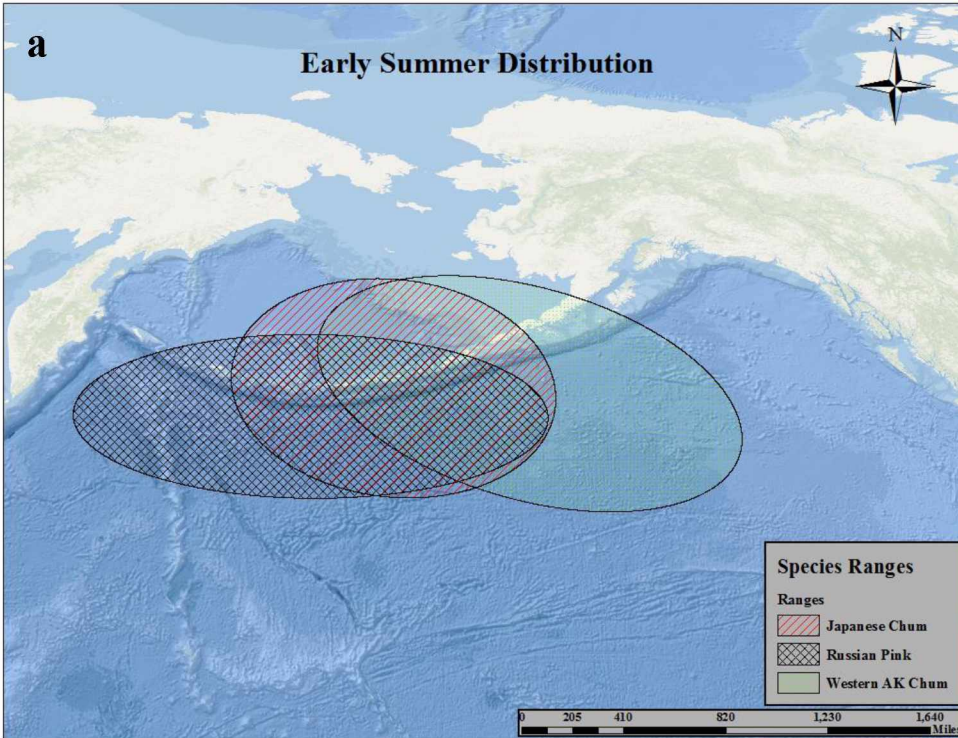 a
Early Summer Distribution
N
Species Ranges
Ranges
Japanese Chum
Russian Pink
Western AK Chum
0 205 410 820 1,230 1,640
Miles